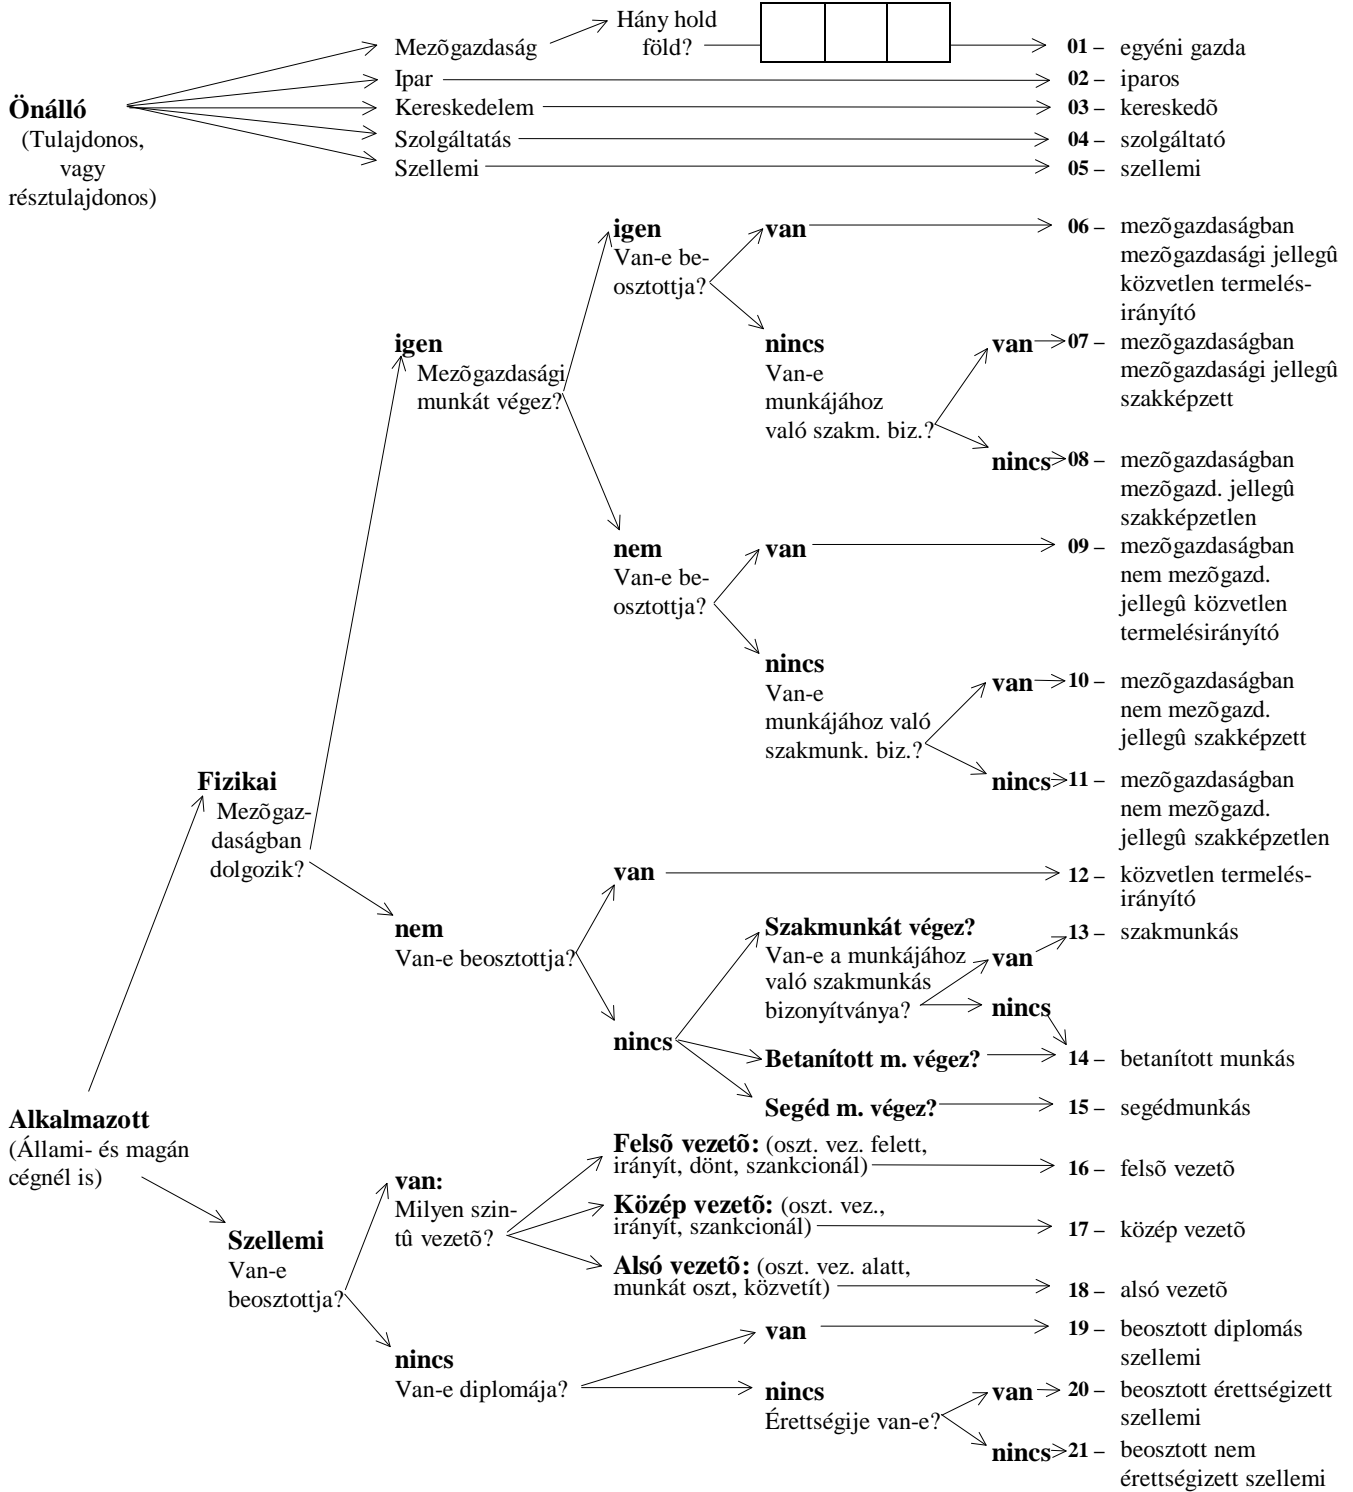 Hány hold
föld?
Mezõgazdaság
01 – egyéni gazda
Ipar
02 – iparos
Önálló
(Tulajdonos,
vagy
résztulajdonos)
Kereskedelem
03 – kereskedõ
Szolgáltatás
04 – szolgáltató
Szellemi
05 – szellemi
igen
Van-e be-
osztottja?
van
06 – mezõgazdaságban
mezõgazdasági jellegû
közvetlen termelés-
irányító
igen
Mezõgazdasági
munkát végez?
nincs
Van-e
munkájához
való szakm. biz.?
van
07 – mezõgazdaságban
mezõgazdasági jellegû
szakképzett
nincs
08 – mezõgazdaságban
mezõgazd. jellegû
szakképzetlen
nem
Van-e be-
osztottja?
van
09 – mezõgazdaságban
nem mezõgazd.
jellegû közvetlen
termelésirányító
nincs
Van-e
munkájához való
szakmunk. biz.?
van
10 – mezõgazdaságban
nem mezõgazd.
jellegû szakképzett
nincs
11 – mezõgazdaságban
nem mezõgazd.
jellegû szakképzetlen
Fizikai
Mezõgaz-
daságban
dolgozik?
van
12 – közvetlen termelés-
irányító
nem
Van-e beosztottja?
Szakmunkát végez?
Van-e a munkájához
való szakmunkás
bizonyítványa?
van
13 – szakmunkás
nincs
nincs
Betanított m. végez?
14 – betanított munkás
Segéd m. végez?
15 – segédmunkás
Alkalmazott
(Állami- és magán
cégnél is)
Felsõ vezetõ: (oszt. vez. felett,
irányít, dönt, szankcionál)
16 – felsõ vezetõ
van:
Milyen szin-
tû vezetõ?
Közép vezetõ: (oszt. vez.,
irányít, szankcionál)
17 – közép vezetõ
Szellemi
Van-e
beosztottja?
Alsó vezetõ: (oszt. vez. alatt,
munkát oszt, közvetít)
18 – alsó vezetõ
van
19 – beosztott diplomás
szellemi
nincs
Van-e diplomája?
nincs
Érettségije van-e?
van
20 – beosztott érettségizett
szellemi
nincs
21 – beosztott nem
érettségizett szellemi